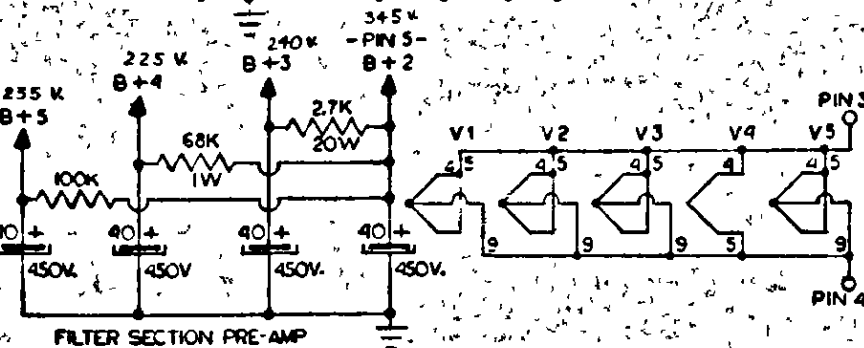 345 V.
-PIN 5-
B+2
240 V.
B+3
225 V.
B+4
235 V.
B+5
2.7K
20W
68K
1W
100K
40 +
450V.
40 +
450V
40 +
450V.
40 +
450V.
FILTER SECTION PRE-AMP
PIN 3
V1
V2
V3
V4
V5
4 5
4 5
4 5
4
4 5
9
9
9
5
9
PIN 4